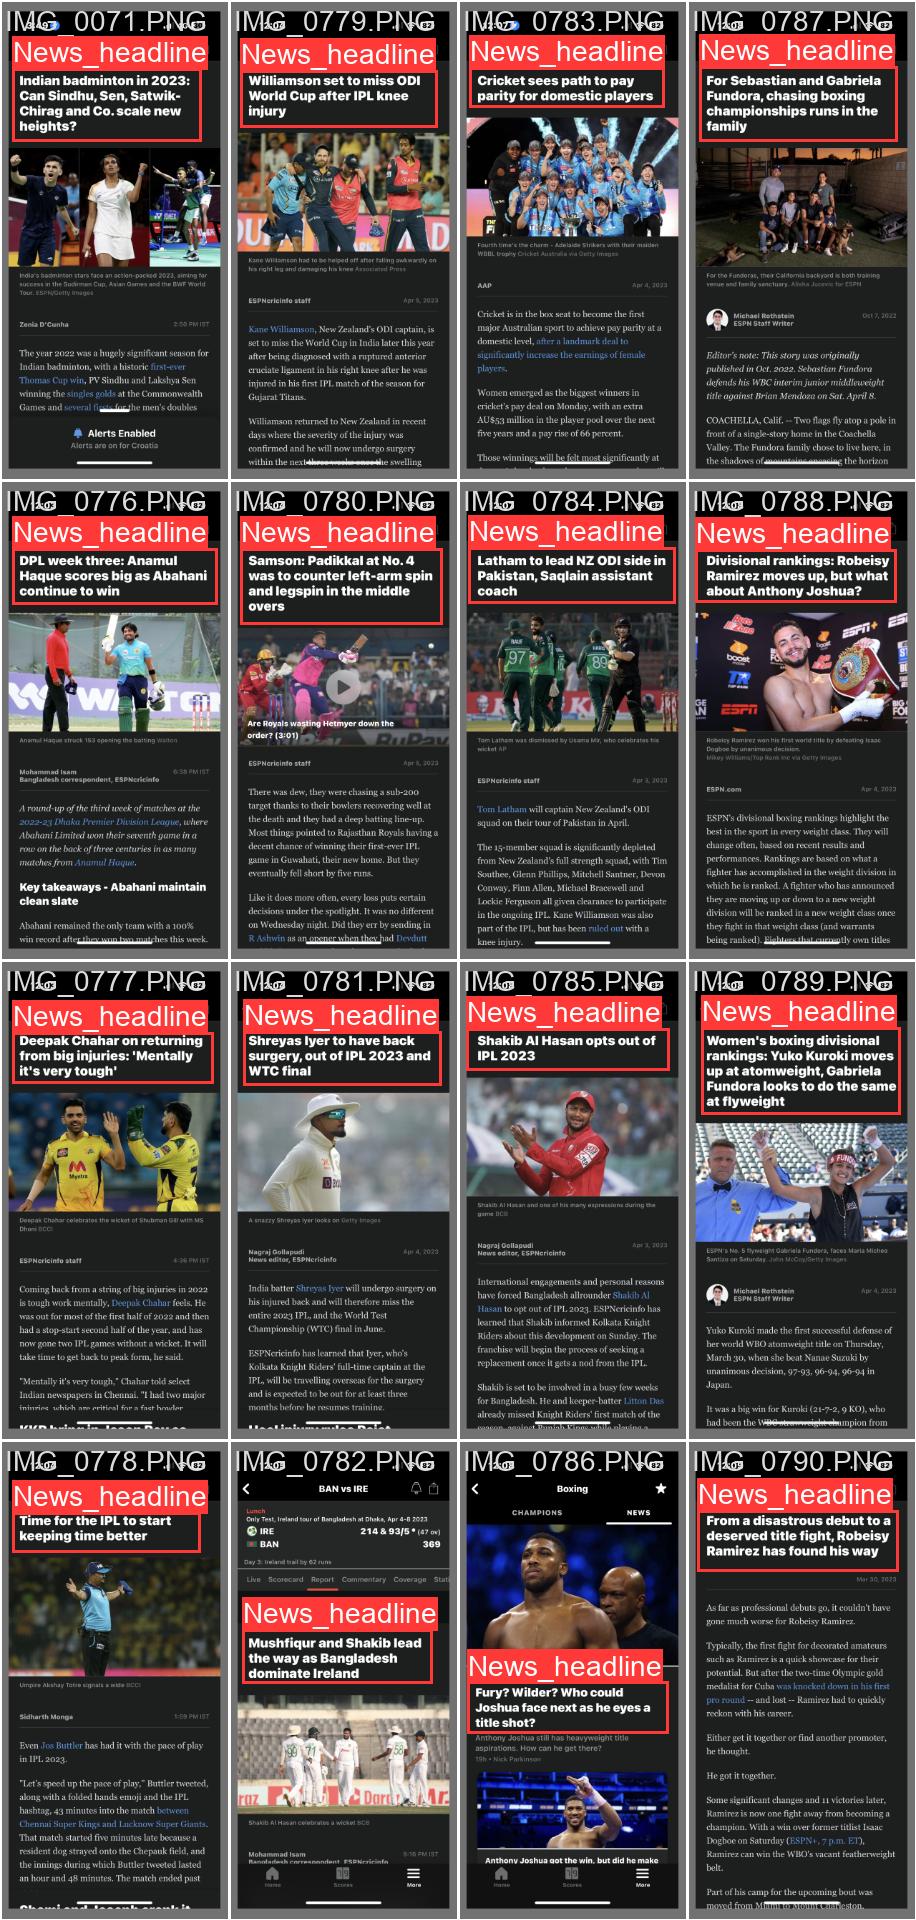 IMG_0071.PNG
News_headline
Indian badminton in 2023:
Can Sindhu, Sen, Satwik-
Chirag and Co. scale new
heights?
India's badminton stars face an action-packed 2023, aiming for
success in the Sudirman Cup, Asian Games and the BWF World
Tour. ESPN/Getty Images
Zenia D'Cunha
2:50 PM IST
The year 2022 was a hugely significant season for
Indian badminton, with a historic first-ever
Thomas Cup win, PV Sindhu and Lakshya Sen
winning the singles golds at the Commonwealth
Games and several firsts for the men's doubles
Alerts Enabled
Alerts are on for Croatia
IMG_0779.PNG
News_headline
Williamson set to miss ODI
World Cup after IPL knee
injury
Kane Williamson had to be helped off after falling awkwardly on
his right leg and damaging his knee Associated Press
ESPNcricinfo staff
Apr 5, 2023
Kane Williamson, New Zealand's ODI captain, is
set to miss the World Cup in India later this year
after being diagnosed with a ruptured anterior
cruciate ligament in his right knee after he was
injured in his first IPL match of the season for
Gujarat Titans.
Williamson returned to New Zealand in recent
days where the severity of the injury was
confirmed and he will now undergo surgery
within the next three weeks once the swelling
IMG_0783.PNG
News_headline
Cricket sees path to pay
parity for domestic players
Fourth time's the charm - Adelaide Strikers with their maiden
WBBL trophy Cricket Australia via Getty Images
AAP
Apr 4, 2023
Cricket is in the box seat to become the first
major Australian sport to achieve pay parity at a
domestic level, after a landmark deal to
significantly increase the earnings of female
players.
Women emerged as the biggest winners in
cricket's pay deal on Monday, with an extra
AU$53 million in the player pool over the next
five years and a pay rise of 66 percent.
Those winnings will be felt most significantly at
IMG_0787.PNG
News_headline
For Sebastian and Gabriela
Fundora, chasing boxing
championships runs in the
family
For the Fundoras, their California backyard is both training
venue and family sanctuary. Alisha Jucevic for ESPN
Michael Rothstein
ESPN Staff Writer
Oct 7, 2022
Editor's note: This story was originally
published in Oct. 2022. Sebastian Fundora
defends his WBC interim junior middleweight
title against Brian Mendoza on Sat. April 8.
COACHELLA, Calif. -- Two flags fly atop a pole in
front of a single-story home in the Coachella
Valley. The Fundora family chose to live here, in
the shadows of mountains encasing the horizon
IMG_0776.PNG
News_headline
DPL week three: Anamul
Haque scores big as Abahani
continue to win
Anamul Haque struck 153 opening the batting Walton
Mohammad Isam
Bangladesh correspondent, ESPNcricinfo
6:38 PM IST
A round-up of the third week of matches at the
2022-23 Dhaka Premier Division League, where
Abahani Limited won their seventh game in a
row on the back of three centuries in as many
matches from Anamul Haque.
Key takeaways - Abahani maintain
clean slate
Abahani remained the only team with a 100%
win record after they won two matches this week.
IMG_0780.PNG
News_headline
Samson: Padikkal at No. 4
was to counter left-arm spin
and legspin in the middle
overs
Are Royals wasting Hetmyer down the
order? (3:01)
ESPNcricinfo staff
Apr 5, 2023
There was dew, they were chasing a sub-200
target thanks to their bowlers recovering well at
the death and they had a deep batting line-up.
Most things pointed to Rajasthan Royals having a
decent chance of winning their first-ever IPL
game in Guwahati, their new home. But they
eventually fell short by five runs.
Like it does more often, every loss puts certain
decisions under the spotlight. It was no different
on Wednesday night. Did they err by sending in
R Ashwin as an opener when they had Devdutt
IMG_0784.PNG
News_headline
Latham to lead NZ ODI side in
Pakistan, Saqlain assistant
coach
RAUF
97
HARIS
89
Tom Latham was dismissed by Usama Mir, who celebrates his
wicket AP
ESPNcricinfo staff
Apr 3, 2023
Tom Latham will captain New Zealand's ODI
squad on their tour of Pakistan in April.
The 15-member squad is significantly depleted
from New Zealand's full strength squad, with Tim
Southee, Glenn Phillips, Mitchell Santner, Devon
Conway, Finn Allen, Michael Bracewell and
Lockie Ferguson all given clearance to participate
in the ongoing IPL. Kane Williamson was also
part of the IPL, but has been ruled out with a
knee injury.
IMG_0788.PNG
News_headline
Divisional rankings: Robeisy
Ramirez moves up, but what
about Anthony Joshua?
Robeisy Ramirez won his first world title by defeating Isaac
Dogboe by unanimous decision.
Mikey Williams/Top Rank Inc via Getty Images
ESPN.com
Apr 4, 2023
ESPN's divisional boxing rankings highlight the
best in the sport in every weight class. They will
change often, based on recent results and
performances. Rankings are based on what a
fighter has accomplished in the weight division in
which he is ranked. A fighter who has announced
they are moving up or down to a new weight
division will be ranked in a new weight class once
they fight in that weight class (and warrants
being ranked). Fighters that currently own titles
IMG_0777.PNG
News_headline
Deepak Chahar on returning
from big injuries: 'Mentally
it's very tough'
Deepak Chahar celebrates the wicket of Shubman Gill with MS
Dhoni BCCI
ESPNcricinfo staff
4:36 PM IST
Coming back from a string of big injuries in 2022
is tough work mentally, Deepak Chahar feels. He
was out for most of the first half of 2022 and then
had a stop-start second half of the year, and has
now gone two IPL games without a wicket. It will
take time to get back to peak form, he said.
"Mentally it's very tough," Chahar told select
Indian newspapers in Chennai. "I had two major
injuries, which are critical for a fast bowler
IMG_0781.PNG
News_headline
Shreyas Iyer to have back
surgery, out of IPL 2023 and
WTC final
A snazzy Shreyas Iyer looks on Getty Images
Nagraj Gollapudi
News editor, ESPNcricinfo
Apr 4, 2023
India batter Shreyas Iyer will undergo surgery on
his injured back and will therefore miss the
entire 2023 IPL, and the World Test
Championship (WTC) final in June.
ESPNcricinfo has learned that Iyer, who's
Kolkata Knight Riders' full-time captain at the
IPL, will be travelling overseas for the surgery
and is expected to be out for at least three
months before he resumes training.
IMG_0785.PNG
News_headline
Shakib Al Hasan opts out of
IPL 2023
Shakib Al Hasan and one of his many expressions during the
game BCB
Nagraj Gollapudi
News editor, ESPNcricinfo
Apr 3, 2023
International engagements and personal reasons
have forced Bangladesh allrounder Shakib Al
Hasan to opt out of IPL 2023. ESPNcricinfo has
learned that Shakib informed Kolkata Knight
Riders about this development on Sunday. The
franchise will begin the process of seeking a
replacement once it gets a nod from the IPL.
Shakib is set to be involved in a busy few weeks
for Bangladesh. He and keeper-batter Litton Das
already missed Knight Riders' first match of the
season, against Punjab Kings while playing a
IMG_0789.PNG
News_headline
Women's boxing divisional
rankings: Yuko Kuroki moves
up at atomweight, Gabriela
Fundora looks to do the same
at flyweight
ESPN's No. 5 flyweight Gabriela Fundora, faces Maria Micheo
Santizo on Saturday. John McCoy/Getty Images
Michael Rothstein
ESPN Staff Writer
Apr 4, 2023
Yuko Kuroki made the first successful defense of
her world WBO atomweight title on Thursday,
March 30, when she beat Nanae Suzuki by
unanimous decision, 97-93, 96-94, 96-94 in
Japan.
It was a big win for Kuroki (21-7-2, 9 KO), who
had been the WBC strawweight champion from
IMG_0778.PNG
News_headline
Time for the IPL to start
keeping time better
Umpire Akshay Totre signals a wide BCCI
Sidharth Monga
1:59 PM IST
Even Jos Buttler has had it with the pace of play
in IPL 2023.
"Let's speed up the pace of play," Buttler tweeted,
along with a folded hands emoji and the IPL
hashtag, 43 minutes into the match between
Chennai Super Kings and Lucknow Super Giants.
That match started five minutes late because a
resident dog strayed onto the Chepauk field, and
the innings during which Buttler tweeted lasted
an hour and 48 minutes. The match ended past
IMG_0782.PNG
BAN vs IRE
Lunch
Only Test, Ireland tour of Bangladesh at Dhaka, Apr 4-8 2023
IRE
214 & 93/5 * (47 ov)
BAN
369
Day 3: Ireland trail by 62 runs
Live Scorecard Report Commentary Coverage Stati
News_headline
Mushfiqur and Shakib lead
the way as Bangladesh
dominate Ireland
Shakib Al Hasan celebrates a wicket BCB
Mohammad Isam
5:16 PM IST
Bangladesh correspondent, ESPNcricinfo
Home Scores More
IMG_0786.PNG
Boxing
CHAMPIONS NEWS
News_headline
Fury? Wilder? Who could
Joshua face next as he eyes a
title shot?
Anthony Joshua still has heavyweight title
aspirations. How can he get there?
19h • Nick Parkinson
Anthony Joshua got the win, but did he make
Home Scores More
IMG_0790.PNG
News_headline
From a disastrous debut to a
deserved title fight, Robeisy
Ramirez has found his way
Mar 30, 2023
As far as professional debuts go, it couldn't have
gone much worse for Robeisy Ramirez.
Typically, the first fight for decorated amateurs
such as Ramirez is a quick showcase for their
potential. But after the two-time Olympic gold
medalist for Cuba was knocked down in his first
pro round -- and lost -- Ramirez had to quickly
reckon with his career.
Either get it together or find another promoter,
he thought.
He got it together.
Some significant changes and 11 victories later,
Ramirez is now one fight away from becoming a
champion. With a win over former titlist Isaac
Dogboe on Saturday (ESPN+, 7 p.m. ET),
Ramirez can win the WBO's vacant featherweight
belt.
Part of his camp for the upcoming bout was
moved from Miami to Mount Charleston,